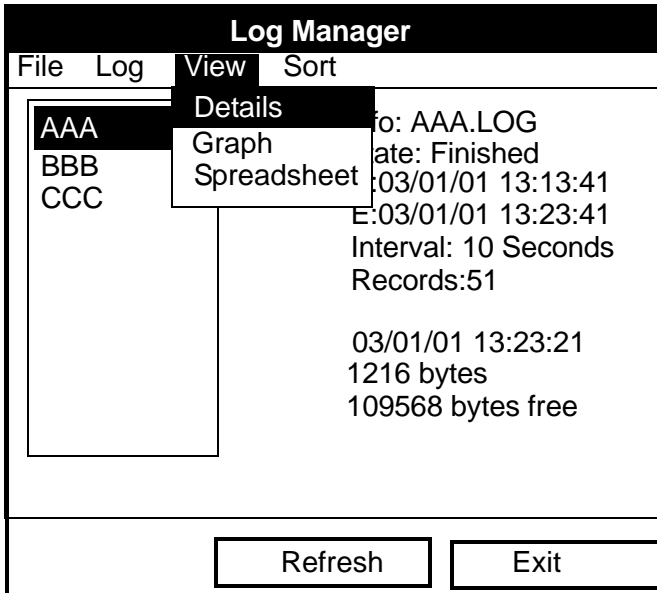 Log Manager
File Log View Sort
Details
Graph
Spreadsheet
AAA
BBB
CCC
fo: AAA.LOG
ate: Finished
:03/01/01 13:13:41
E:03/01/01 13:23:41
Interval: 10 Seconds
Records:51
03/01/01 13:23:21
1216 bytes
109568 bytes free
Refresh Exit